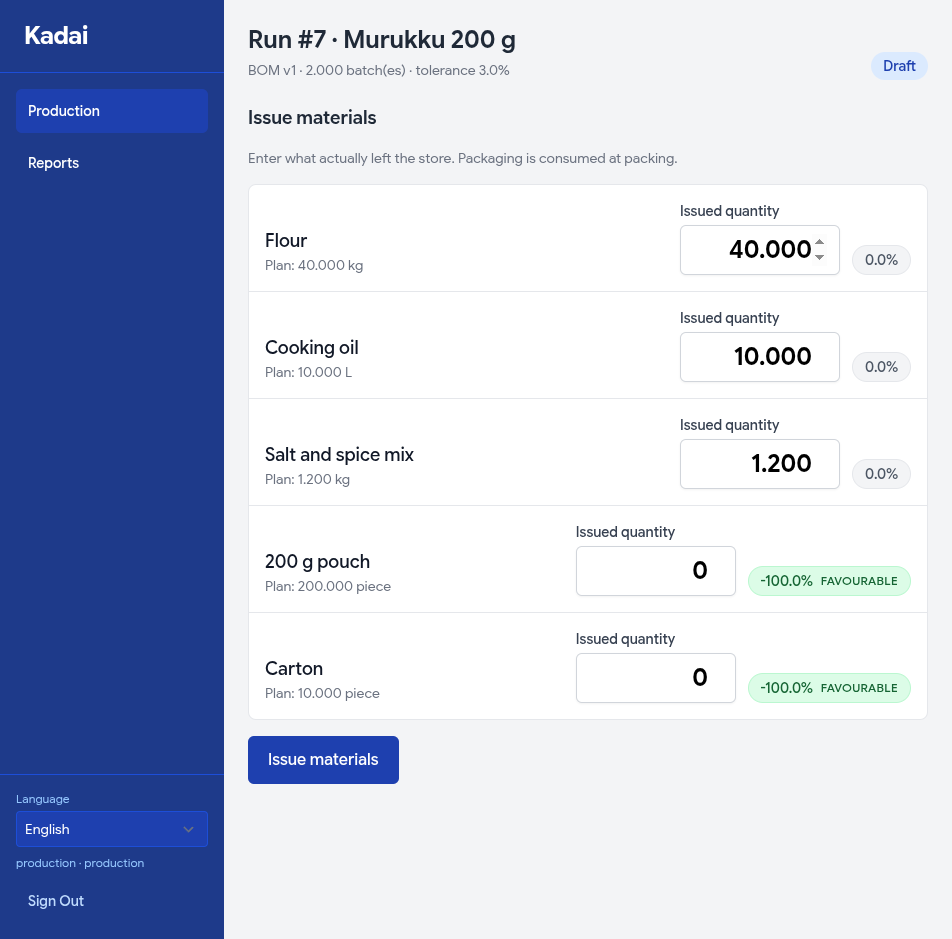 Kadai
Production
Reports
Language
English
production · production
Sign Out
Run #7 · Murukku 200 g
BOM v1 · 2.000 batch(es) · tolerance 3.0%
Draft
Issue materials
Enter what actually left the store. Packaging is consumed at packing.
Flour
Plan: 40.000 kg
Issued quantity
40.000
0.0%
Cooking oil
Plan: 10.000 L
Issued quantity
10.000
0.0%
Salt and spice mix
Plan: 1.200 kg
Issued quantity
1.200
0.0%
200 g pouch
Plan: 200.000 piece
Issued quantity
0
-100.0% FAVOURABLE
Carton
Plan: 10.000 piece
Issued quantity
0
-100.0% FAVOURABLE
Issue materials